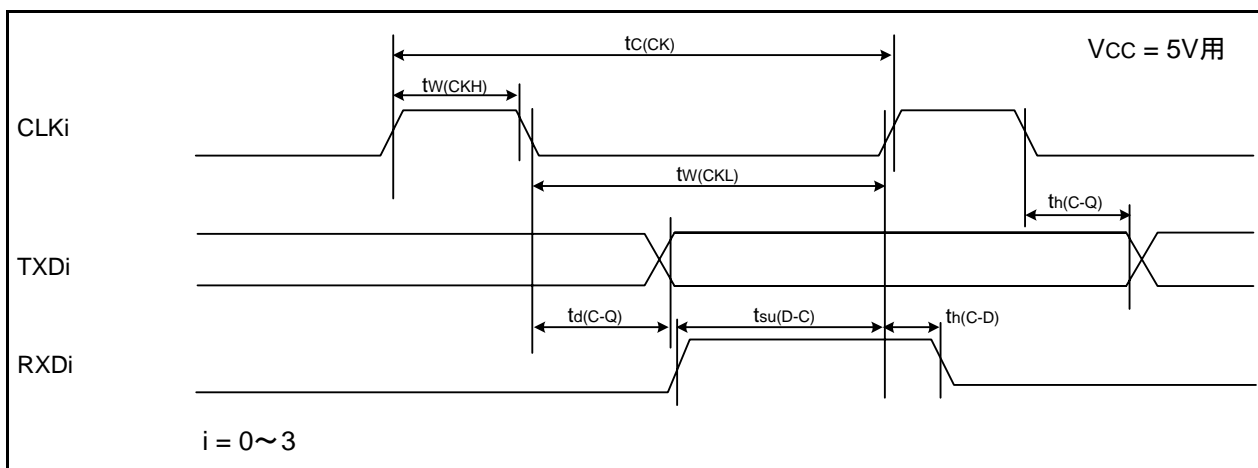 tC(CK)
VCC = 5V用
tW(CKH)
CLKi
tW(CKL)
th(C-Q)
TXDi
td(C-Q)
tsu(D-C)
th(C-D)
RXDi
i = 0～3